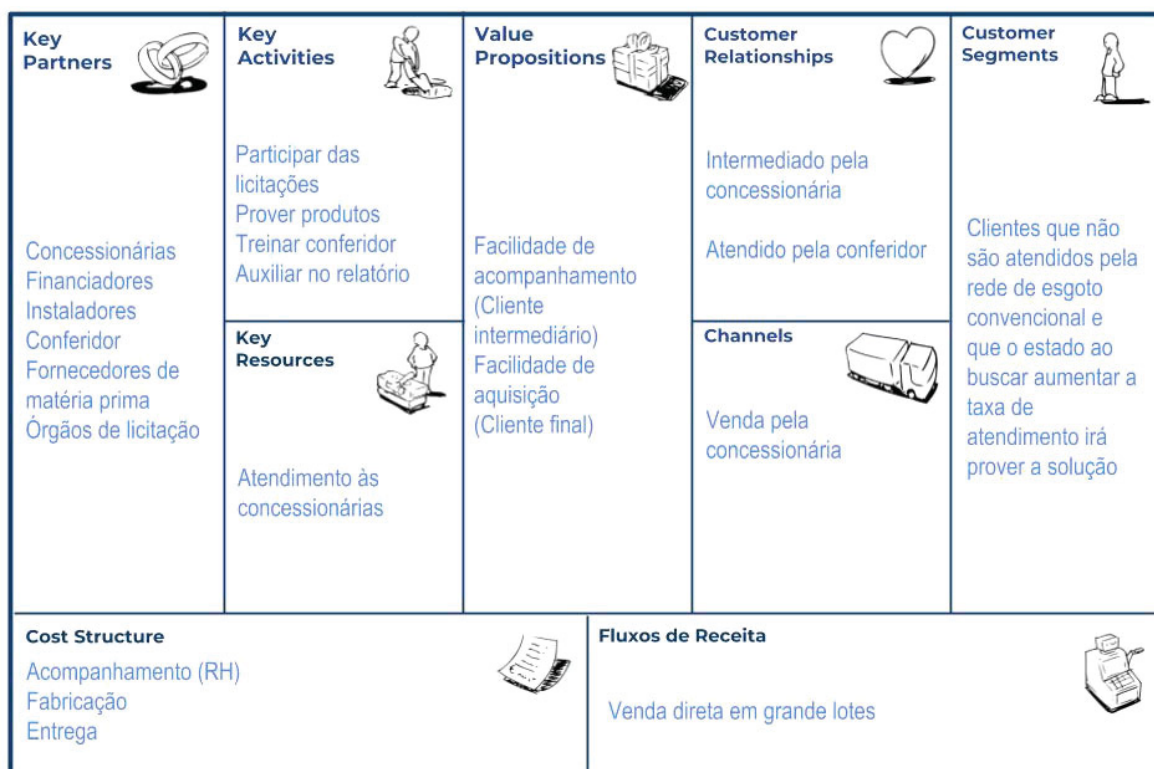 Key
Partners
Concessionárias
Financiadores
Instaladores
Conferidor
Fornecedores de
matéria prima
Órgãos de licitação
Key
Activities
Participar das
licitações
Prover produtos
Treinar conferidor
Auxiliar no relatório
Key
Resources
Atendimento às
concessionárias
Value
Propositions
Facilidade de
acompanhamento
(Cliente
intermediário)
Facilidade de
aquisição
(Cliente final)
Customer
Relationships
Intermediado pela
concessionária
Atendido pela conferidor
Channels
Venda pela
concessionária
Customer
Segments
Clientes que não
são atendidos pela
rede de esgoto
convencional e
que o estado ao
buscar aumentar a
taxa de
atendimento irá
prover a solução
Cost Structure
Acompanhamento (RH)
Fabricação
Entrega
Fluxos de Receita
Venda direta em grande lotes